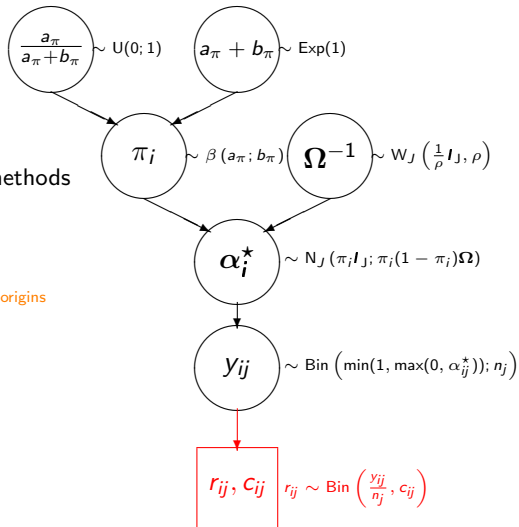 a_π / a_π+b_π ∼ U(0; 1)
a_π + b_π ∼ Exp(1)
π_i ∼ β (a_π; b_π)
Ω^−1 ∼ W_J (1/ρ I_J, ρ)
methods
α_i^⋆ ∼ N_J (π_i I_J; π_i(1 − π_i)Ω)
origins
y_ij ∼ Bin (min(1, max(0, α_ij^⋆)); n_j)
r_ij, c_ij r_ij ∼ Bin (y_ij/n_j, c_ij)